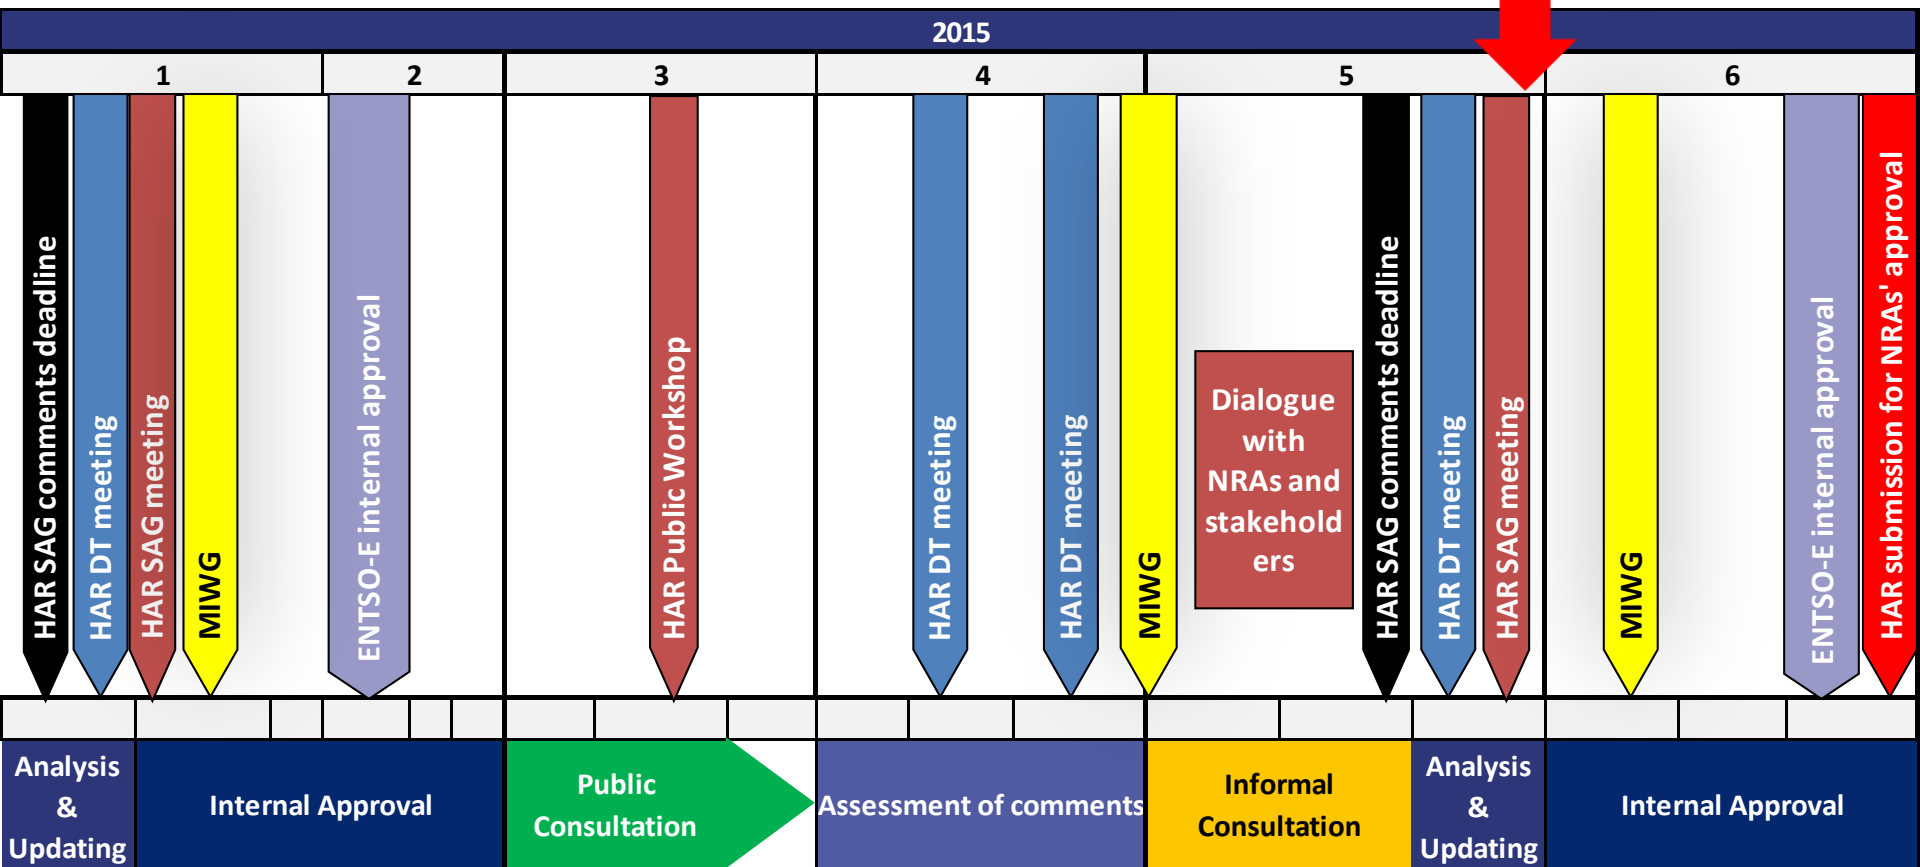 2015
1 2 3 4 5 6
HAR SAG comments deadline
HAR DT meeting
HAR SAG meeting
MIWG
ENTSO-E internal approval
HAR Public Workshop
HAR DT meeting
HAR DT meeting
MIWG
Dialogue
with
NRAs and
stakehold
ers
HAR SAG comments deadline
HAR DT meeting
HAR SAG meeting
MIWG
ENTSO-E internal approval
HAR submission for NRAs' approval
Analysis
&
Updating
Internal Approval
Public
Consultation
Assessment of comments
Informal
Consultation
Analysis
&
Updating
Internal Approval